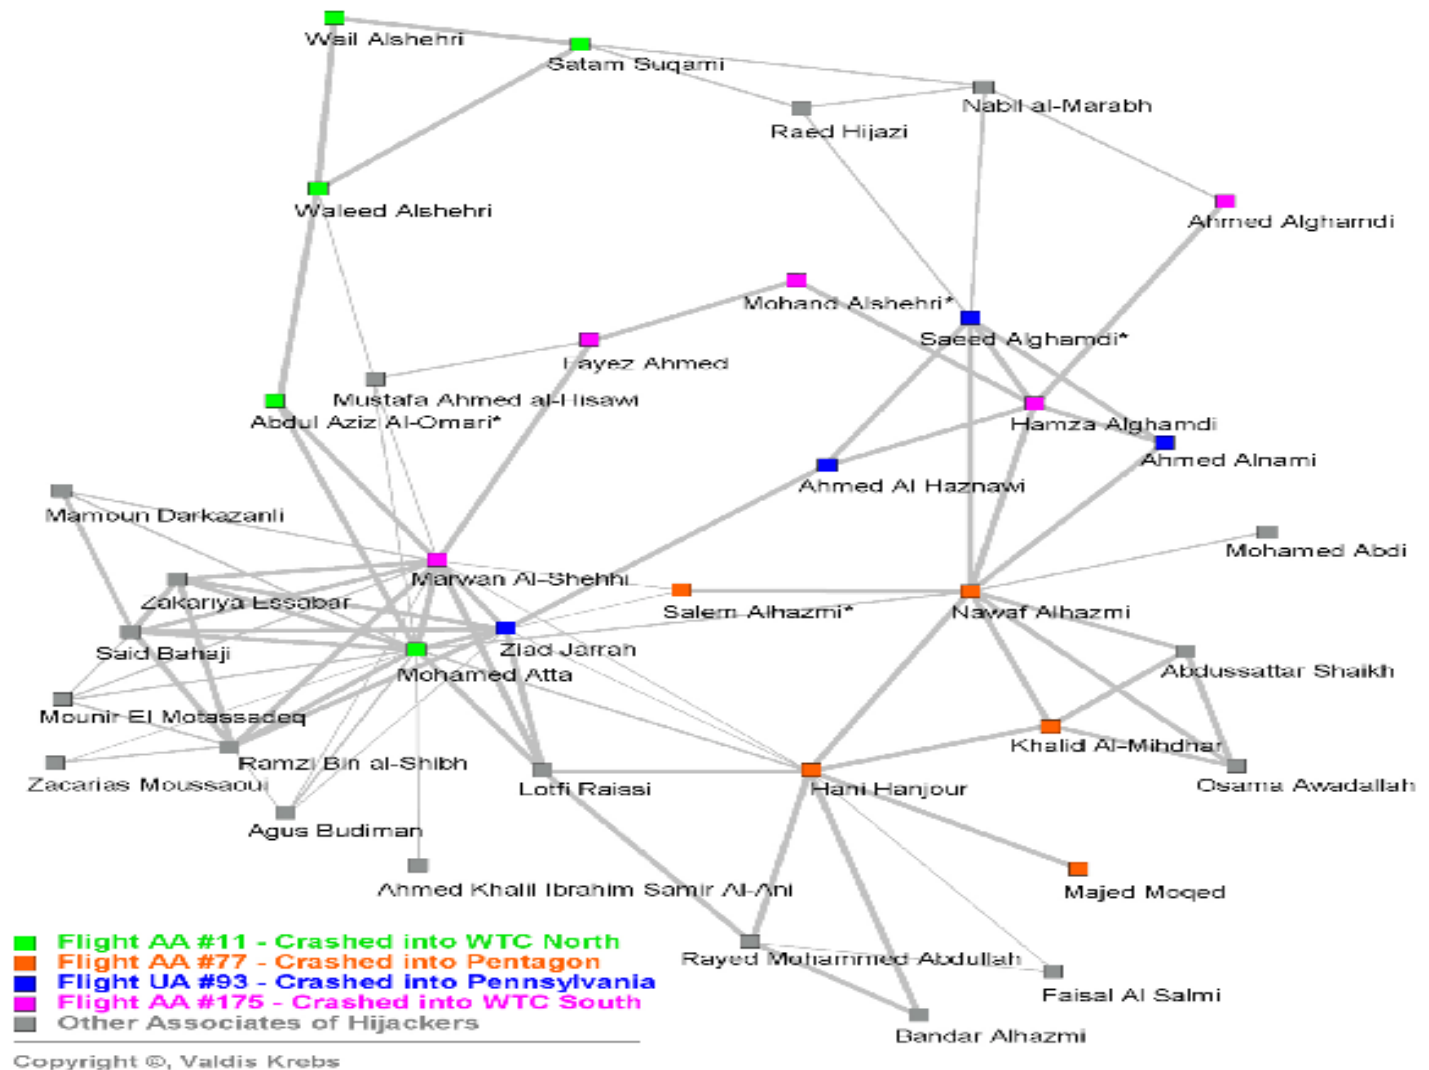 Wail Alshehri
Satam Suqami
Nabil al-Marabh
Raed Hijazi
Waleed Alshehri
Ahmed Alghamdi
Mohand Alshehri*
Saeed Alghamdi*
Fayez Ahmed
Mustafa Ahmed al-Hisawi
Abdul Aziz Al-Omari*
Hamza Alghamdi
Ahmed Alnami
Ahmed Al Haznawi
Mamoun Darkazanli
Mohamed Abdi
Marwan Al-Shehhi
Zakariya Essabar
Salem Alhazmi*
Nawaf Alhazmi
Said Bahaji
Ziad Jarrah
Mohamed Atta
Abdussattar Shaikh
Mounir El Motassadeq
Khalid Al-Mihdhar
Ramzi Bin al-Shibh
Zacarias Moussaoui
Lotfi Raissi
Hani Hanjour
Osama Awadallah
Agus Budiman
Ahmed Khalil Ibrahim Samir Al-Ani
Majed Moqed
Flight AA #11 - Crashed into WTC North
Rayed Mohammed Abdullah
Flight AA #77 - Crashed into Pentagon
Flight UA #93 - Crashed into Pennsylvania
Faisal Al Salmi
Flight AA #175 - Crashed into WTC South
Other Associates of Hijackers
Bandar Alhazmi
Copyright ©, Valdis Krebs